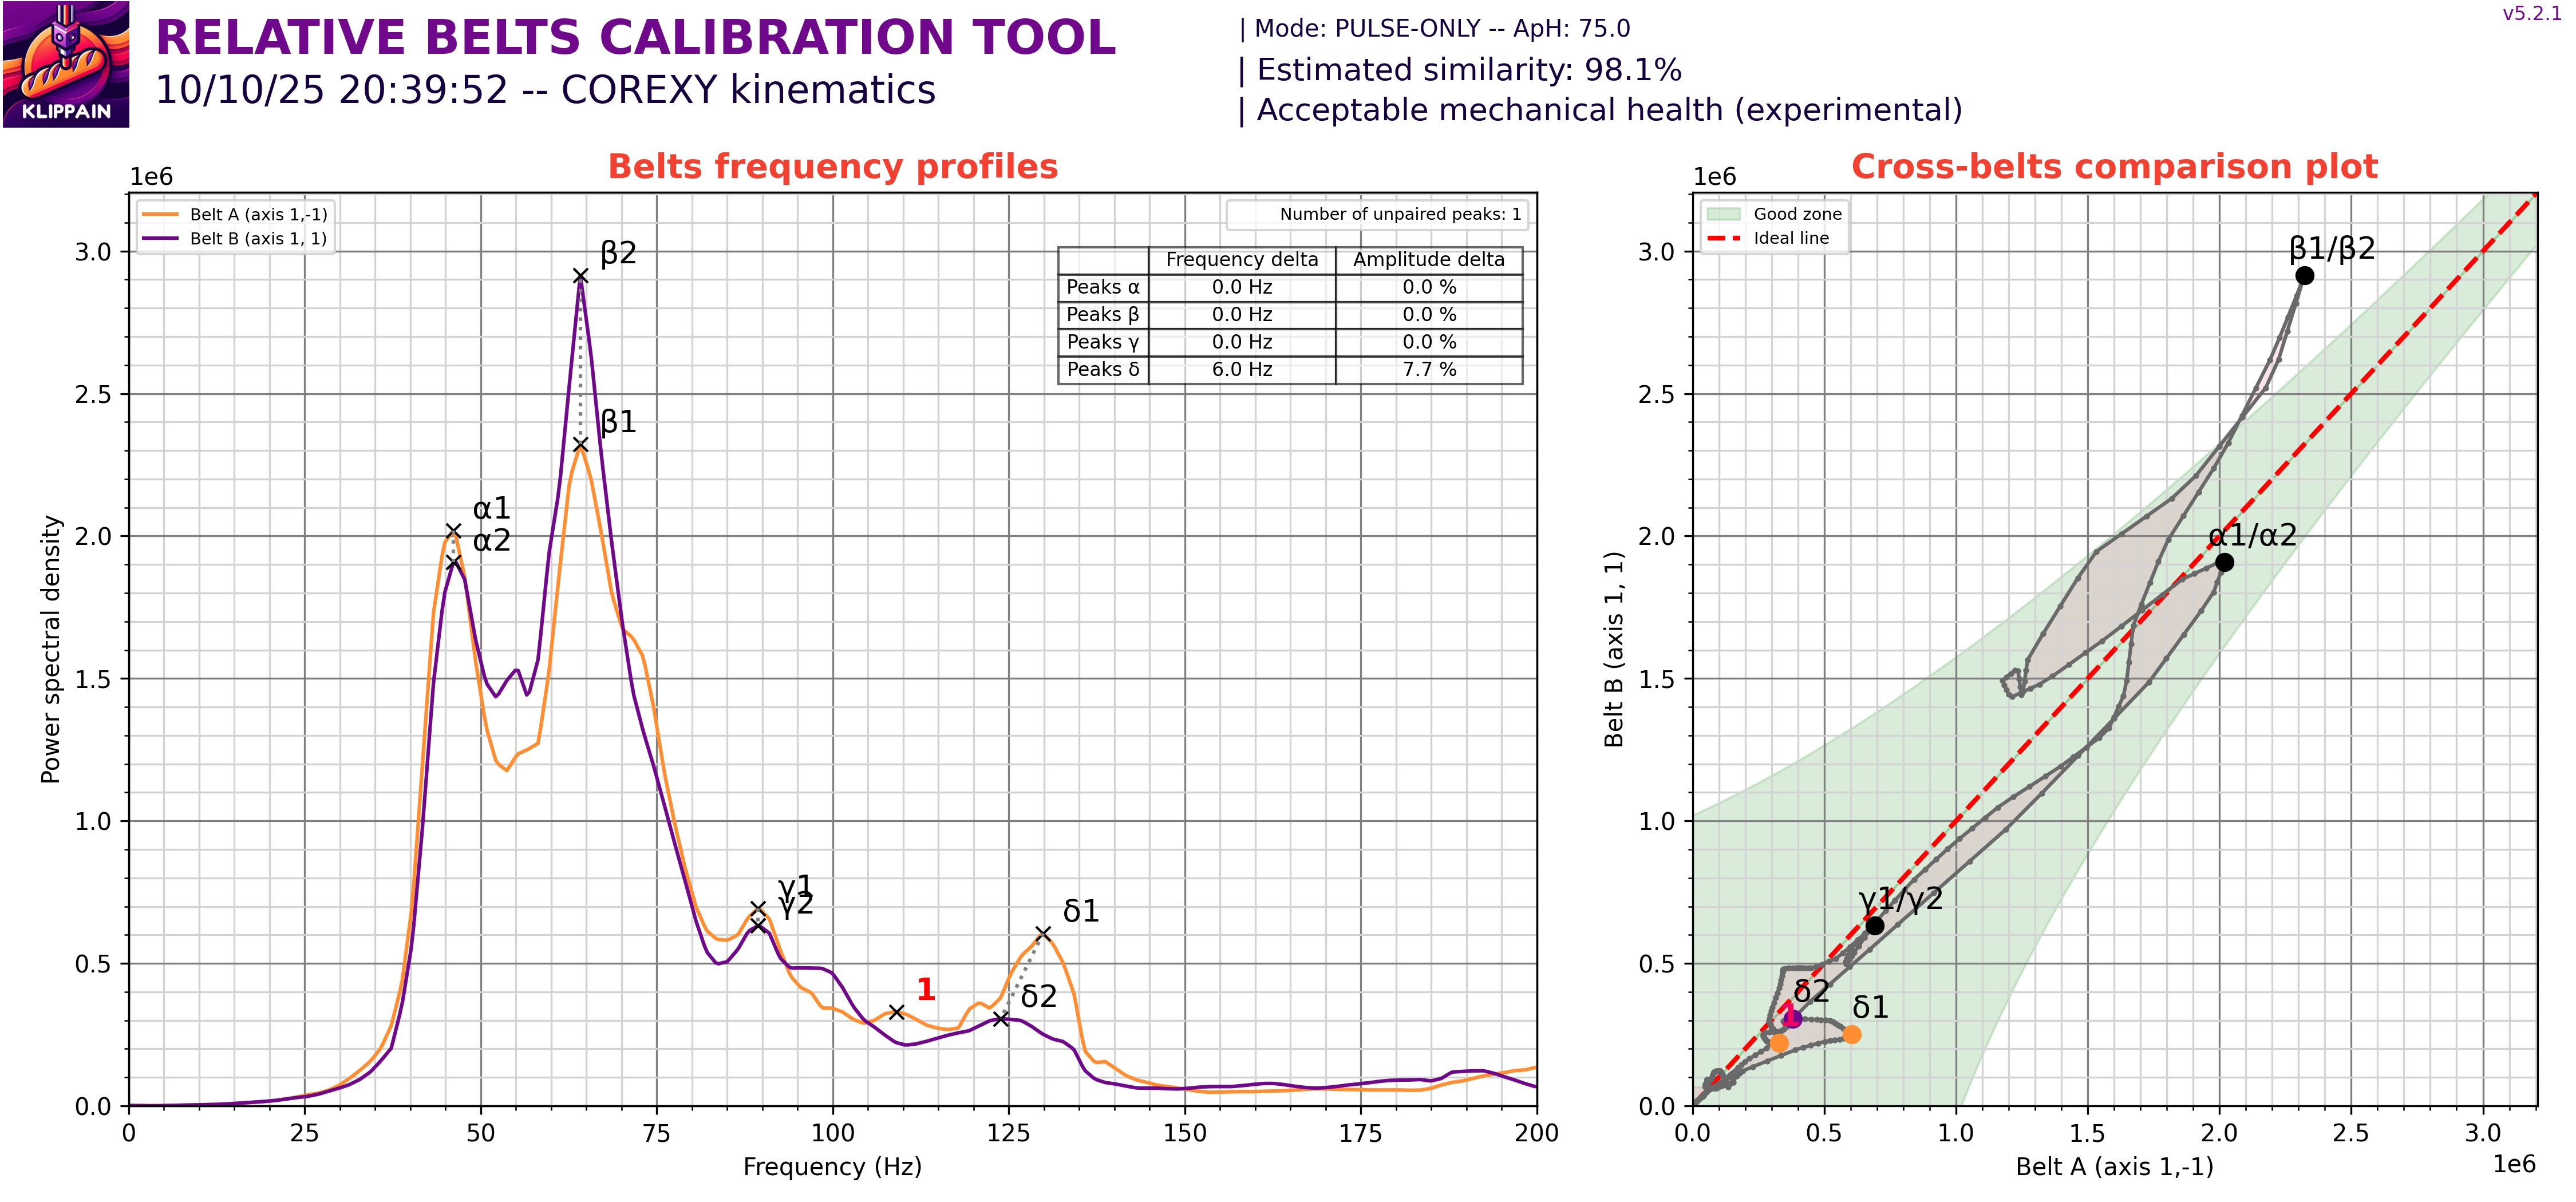 KLIPPAIN
RELATIVE BELTS CALIBRATION TOOL
10/10/25 20:39:52 -- COREXY kinematics
| Mode: PULSE-ONLY -- ApH: 75.0
| Estimated similarity: 98.1%
| Acceptable mechanical health (experimental)
v5.2.1
Belts frequency profiles
1e6
Belt A (axis 1,-1)
Belt B (axis 1, 1)
Number of unpaired peaks: 1
Frequency delta Amplitude delta
Peaks α 0.0 Hz 0.0 %
Peaks β 0.0 Hz 0.0 %
Peaks γ 0.0 Hz 0.0 %
Peaks δ 6.0 Hz 7.7 %
β2
β1
α1
α2
γ1
γ2
1
δ1
δ2
3.0
2.5
2.0
1.5
1.0
0.5
0.0
Power spectral density
0 25 50 75 100 125 150 175 200
Frequency (Hz)
Cross-belts comparison plot
1e6
Good zone
Ideal line
β1/β2
α1/α2
γ1/γ2
δ2
1
δ1
3.0
2.5
2.0
1.5
1.0
0.5
0.0
Belt B (axis 1, 1)
0.0 0.5 1.0 1.5 2.0 2.5 3.0
1e6
Belt A (axis 1,-1)